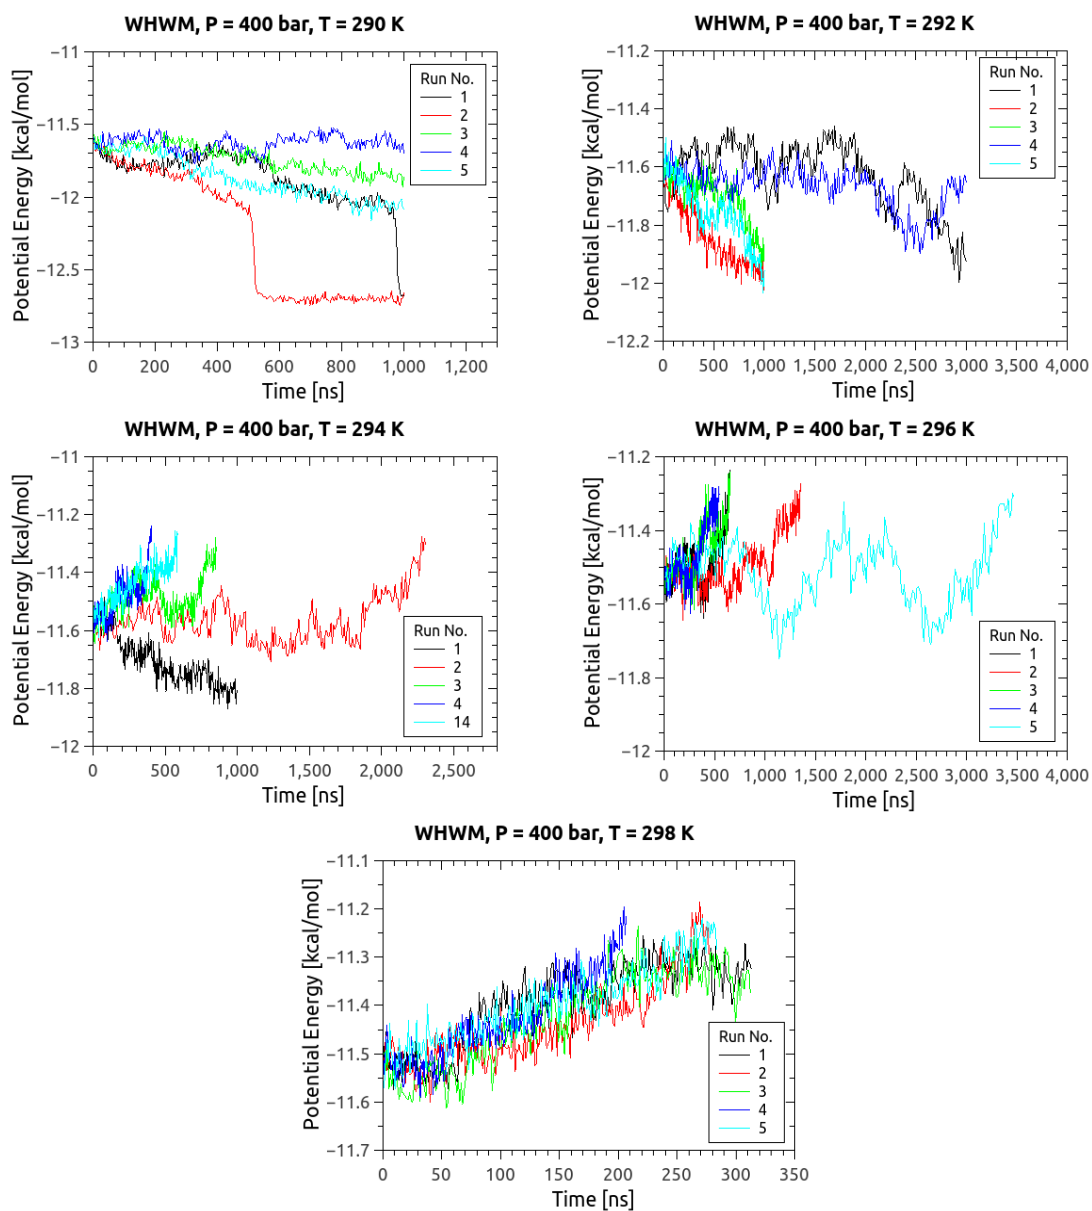 WHWM, P = 400 bar, T = 290 K
Potential Energy [kcal/mol]
−11
−11.5
−12
−12.5
−13
0 200 400 600 800 1,000 1,200
Time [ns]
Run No.
1
2
3
4
5
WHWM, P = 400 bar, T = 292 K
Potential Energy [kcal/mol]
−11.2
−11.4
−11.6
−11.8
−12
−12.2
0 500 1,000 1,500 2,000 2,500 3,000 3,500 4,000
Time [ns]
Run No.
1
2
3
4
5
WHWM, P = 400 bar, T = 294 K
Potential Energy [kcal/mol]
−11
−11.2
−11.4
−11.6
−11.8
−12
0 500 1,000 1,500 2,000 2,500
Time [ns]
Run No.
1
2
3
4
14
WHWM, P = 400 bar, T = 296 K
Potential Energy [kcal/mol]
−11.2
−11.4
−11.6
−11.8
−12
0 500 1,000 1,500 2,000 2,500 3,000 3,500 4,000
Time [ns]
Run No.
1
2
3
4
5
WHWM, P = 400 bar, T = 298 K
Potential Energy [kcal/mol]
−11.1
−11.2
−11.3
−11.4
−11.5
−11.6
−11.7
0 50 100 150 200 250 300 350
Time [ns]
Run No.
1
2
3
4
5